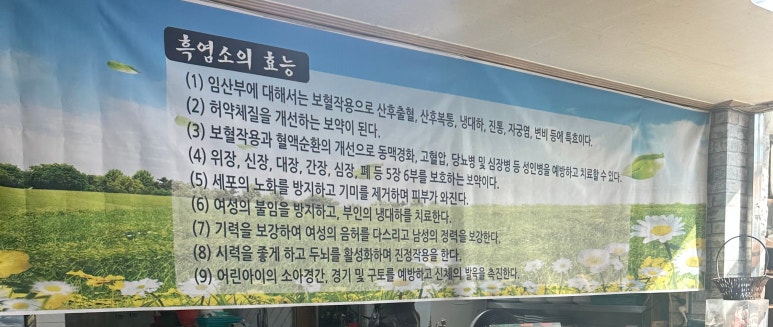 흑염소의 효능
(1) 임산부에 대해서는 보혈작용으로 산후출혈, 산후복통, 냉대하, 진통, 자궁염, 변비 등에 특효이다.
(2) 허약체질을 개선하는 보약이 된다.
(3) 보혈작용과 혈액순환의 개선으로 동맥경화, 고혈압, 당뇨병 및 심장병 등 성인병을 예방하고 치료할 수 있다.
(4) 위장, 신장, 대장, 간장, 심장, 폐 등 5장 6부를 보호하는 보약이다.
(5) 세포의 노화를 방지하고 기미를 제거하며 피부가 와진다.
(6) 여성의 불임을 방지하고, 부인의 냉대하를 치료한다.
(7) 기력을 보강하여 여성의 음허를 다스리고 남성의 정력을 보강한다.
(8) 시력을 좋게 하고 두뇌를 활성화하며 진정작용을 한다.
(9) 어린아이의 소아경간, 경기 및 구토를 예방하고 신체의 발육을 촉진한다.